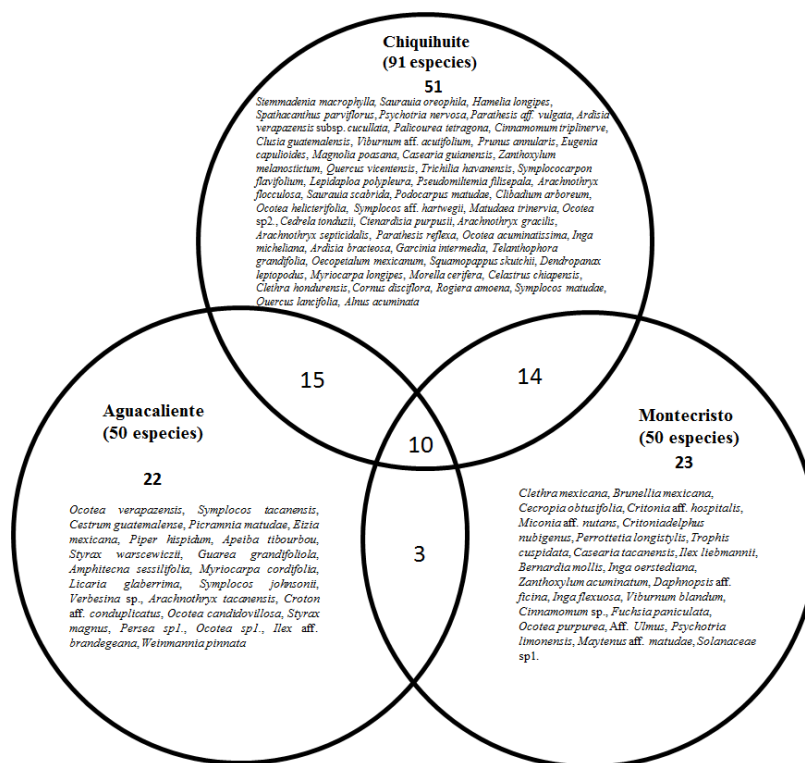 Chiquihuite
(91 especies)
51
Stemmadenia macrophylla, Saurauia oreophila, Hamelia longipes,
Spathacanthus parviflorus, Psychotria nervosa, Parathesis aff. vulgata, Ardisia
verapazensis subsp. cucullata, Palicourea tetragona, Cinnamomum triplinerve,
Clusia guatemalensis, Viburnum aff. acutifolium, Prunus annularis, Eugenia
capulioides, Magnolia poasana, Casearia guianensis, Zanthoxylum
melanostictum, Quercus vicentensis, Trichilia havanensis, Symplococarpon
flavifolium, Lepidaploa polypleura, Pseudomiltemia filisepala, Arachnothryx
flocculosa, Saurauia scabrida, Podocarpus matudae, Clibadium arboreum,
Ocotea helicterifolia, Symplocos aff. hartwegii, Matudaea trinervia, Ocotea
sp2., Cedrela tonduzii, Ctenardisia purpusii, Arachnothryx gracilis,
Arachnothryx septicidalis, Parathesis reflexa, Ocotea acuminatissima, Inga
micheliana, Ardisia bracteosa, Garcinia intermedia, Telanthophora
grandifolia, Oecopetalum mexicanum, Squamopappus skutchii, Dendropanax
leptopodus, Myriocarpa longipes, Morella cerifera, Celastrus chiapensis,
Clethra hondurensis, Cornus disciflora, Rogiera amoena, Symplocos matudae,
Quercus lancifolia, Alnus acuminata
15
14
10
3
Aguacaliente
(50 especies)
22
Ocotea verapazensis, Symplocos tacanensis,
Cestrum guatemalense, Picramnia matudae, Eizia
mexicana, Piper hispidum, Apeiba tibourbou,
Styrax warscewiczii, Guarea grandifoliola,
Amphitecna sessilifolia, Myriocarpa cordifolia,
Licaria glaberrima, Symplocos johnsonii,
Verbesina sp., Arachnothryx tacanensis, Croton
aff. conduplicatus, Ocotea candidovillosa, Styrax
magnus, Persea sp1., Ocotea sp1., Ilex aff.
brandegeana, Weinmannia pinnata
Montecristo
(50 especies)
23
Clethra mexicana, Brunellia mexicana,
Cecropia obtusifolia, Critonia aff. hospitalis,
Miconia aff. nutans, Critoniadelphus
nubigenus, Perrottetia longistylis, Trophis
cuspidata, Casearia tacanensis, Ilex liebmannii,
Bernardia mollis, Inga oerstediana,
Zanthoxylum acuminatum, Daphnopsis aff.
ficina, Inga flexuosa, Viburnum blandum,
Cinnamomum sp., Fuchsia paniculata,
Ocotea purpurea, Aff. Ulmus, Psychotria
limonensis, Maytenus aff. matudae, Solanaceae
sp1.